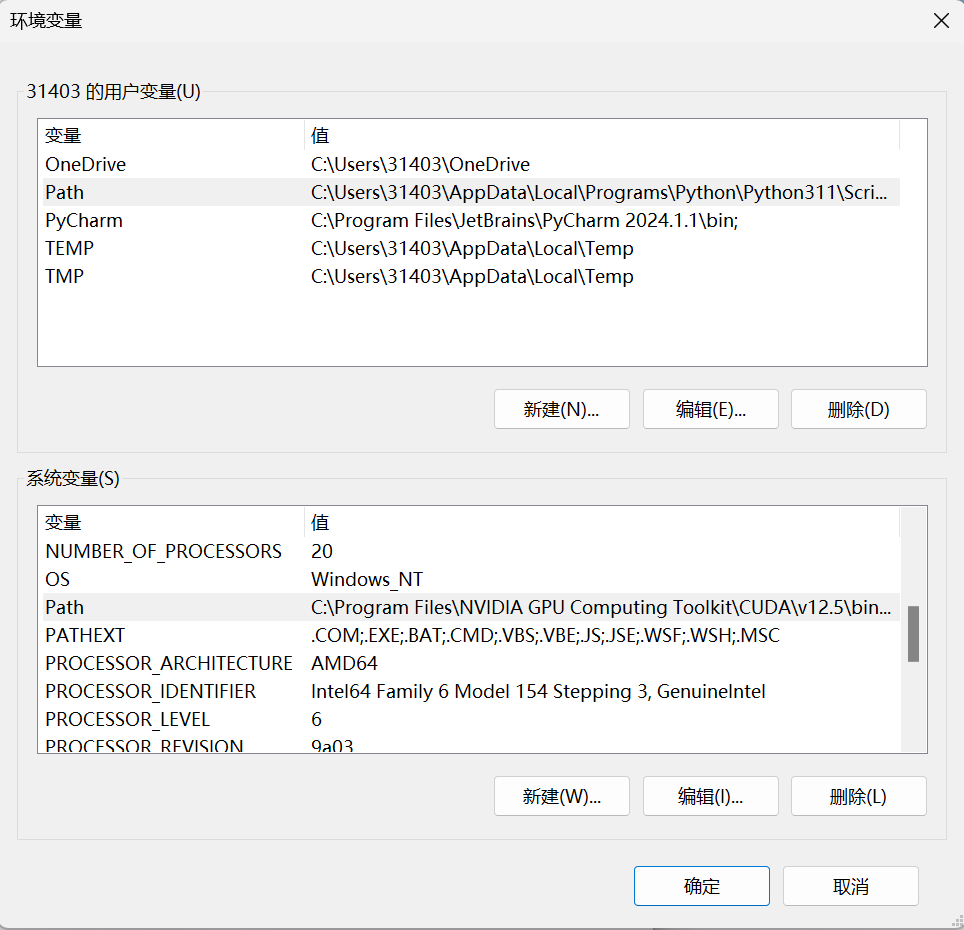 环境变量
31403 的用户变量(U)
变量 值
OneDrive C:\Users\31403\OneDrive
Path C:\Users\31403\AppData\Local\Programs\Python\Python311\Scri...
PyCharm C:\Program Files\JetBrains\PyCharm 2024.1.1\bin;
TEMP C:\Users\31403\AppData\Local\Temp
TMP C:\Users\31403\AppData\Local\Temp
新建(N)... 编辑(E)... 删除(D)
系统变量(S)
变量 值
NUMBER_OF_PROCESSORS 20
OS Windows_NT
Path C:\Program Files\NVIDIA GPU Computing Toolkit\CUDA\v12.5\bin...
PATHEXT .COM;.EXE;.BAT;.CMD;.VBS;.VBE;.JS;.JSE;.WSF;.WSH;.MSC
PROCESSOR_ARCHITECTURE AMD64
PROCESSOR_IDENTIFIER Intel64 Family 6 Model 154 Stepping 3, GenuineIntel
PROCESSOR_LEVEL 6
PROCESSOR_REVISION 9a03
新建(W)... 编辑(I)... 删除(L)
确定 取消